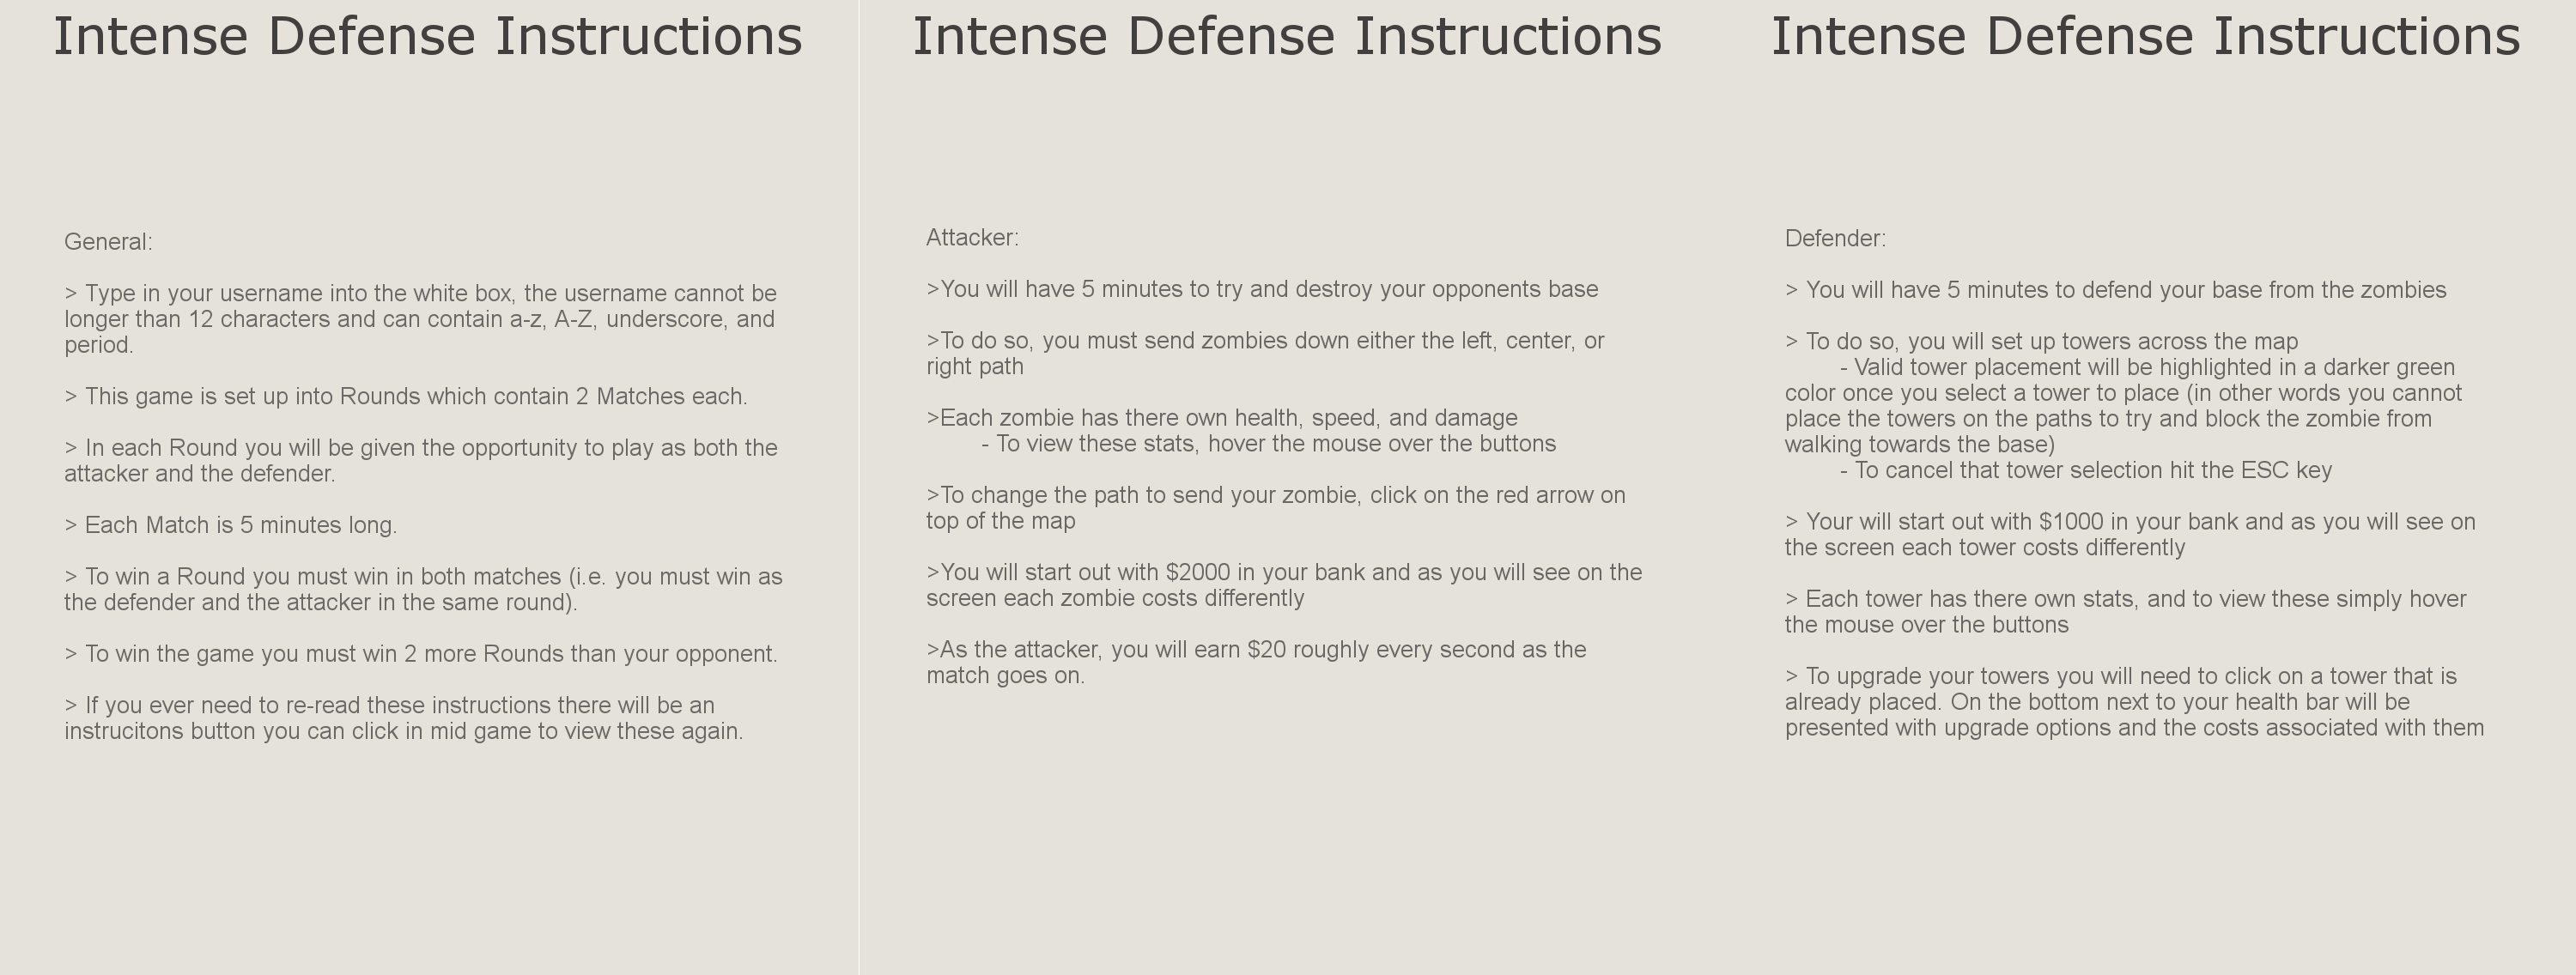 Intense Defense Instructions
General:
> Type in your username into the white box, the username cannot be
longer than 12 characters and can contain a-z, A-Z, underscore, and
period.
> This game is set up into Rounds which contain 2 Matches each.
> In each Round you will be given the opportunity to play as both the
attacker and the defender.
> Each Match is 5 minutes long.
> To win a Round you must win in both matches (i.e. you must win as
the defender and the attacker in the same round).
> To win the game you must win 2 more Rounds than your opponent.
> If you ever need to re-read these instructions there will be an
instrucitons button you can click in mid game to view these again.
Intense Defense Instructions
Attacker:
>You will have 5 minutes to try and destroy your opponents base
>To do so, you must send zombies down either the left, center, or
right path
>Each zombie has there own health, speed, and damage
- To view these stats, hover the mouse over the buttons
>To change the path to send your zombie, click on the red arrow on
top of the map
>You will start out with $2000 in your bank and as you will see on the
screen each zombie costs differently
>As the attacker, you will earn $20 roughly every second as the
match goes on.
Intense Defense Instructions
Defender:
> You will have 5 minutes to defend your base from the zombies
> To do so, you will set up towers across the map
- Valid tower placement will be highlighted in a darker green
color once you select a tower to place (in other words you cannot
place the towers on the paths to try and block the zombie from
walking towards the base)
- To cancel that tower selection hit the ESC key
> Your will start out with $1000 in your bank and as you will see on
the screen each tower costs differently
> Each tower has there own stats, and to view these simply hover
the mouse over the buttons
> To upgrade your towers you will need to click on a tower that is
already placed. On the bottom next to your health bar will be
presented with upgrade options and the costs associated with them